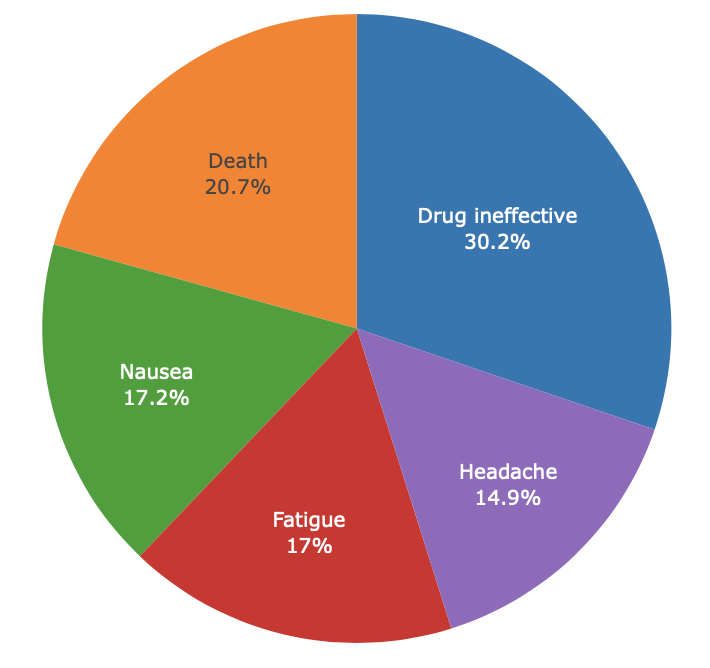 Death
20.7%
Drug ineffective
30.2%
Nausea
17.2%
Headache
14.9%
Fatigue
17%